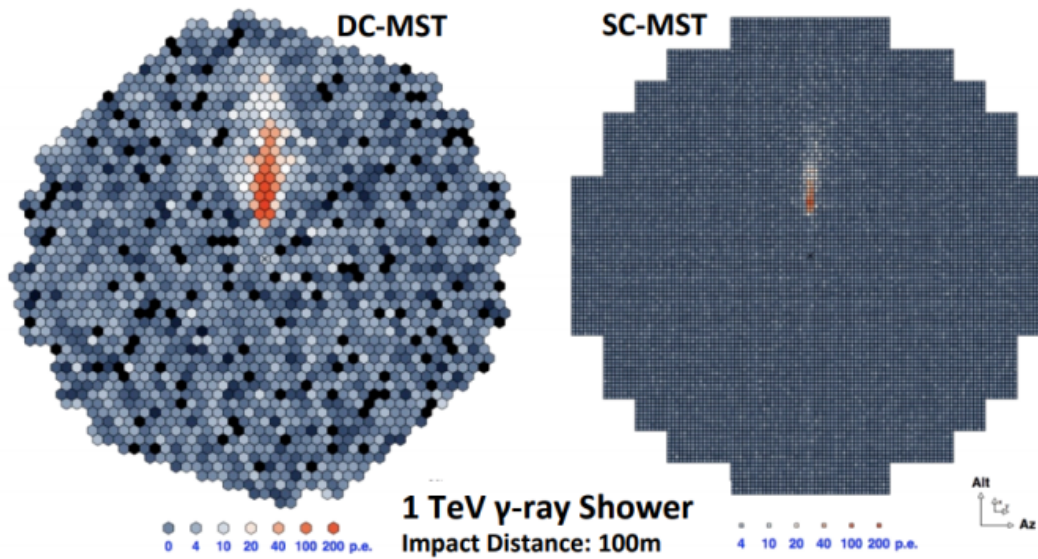 DC-MST
SC-MST
1 TeV γ-ray Shower
Impact Distance: 100m
0 4 10 20 40 100 200 p.e.
4 10 20 40 100 200 p.e.
Alt
Az